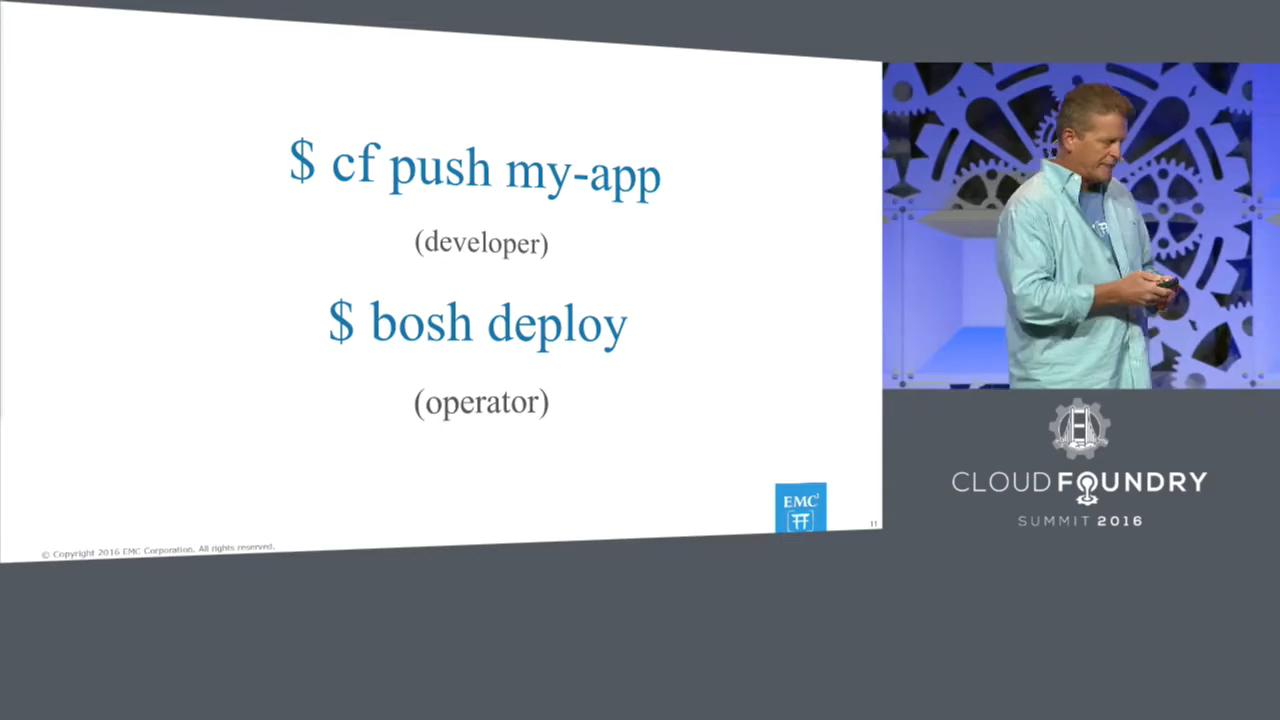 $ cf push my-app
(developer)
$ bosh deploy
(operator)
EMC²
11
© Copyright 2016 EMC Corporation. All rights reserved.
CLOUD FOUNDRY
SUMMIT 2016